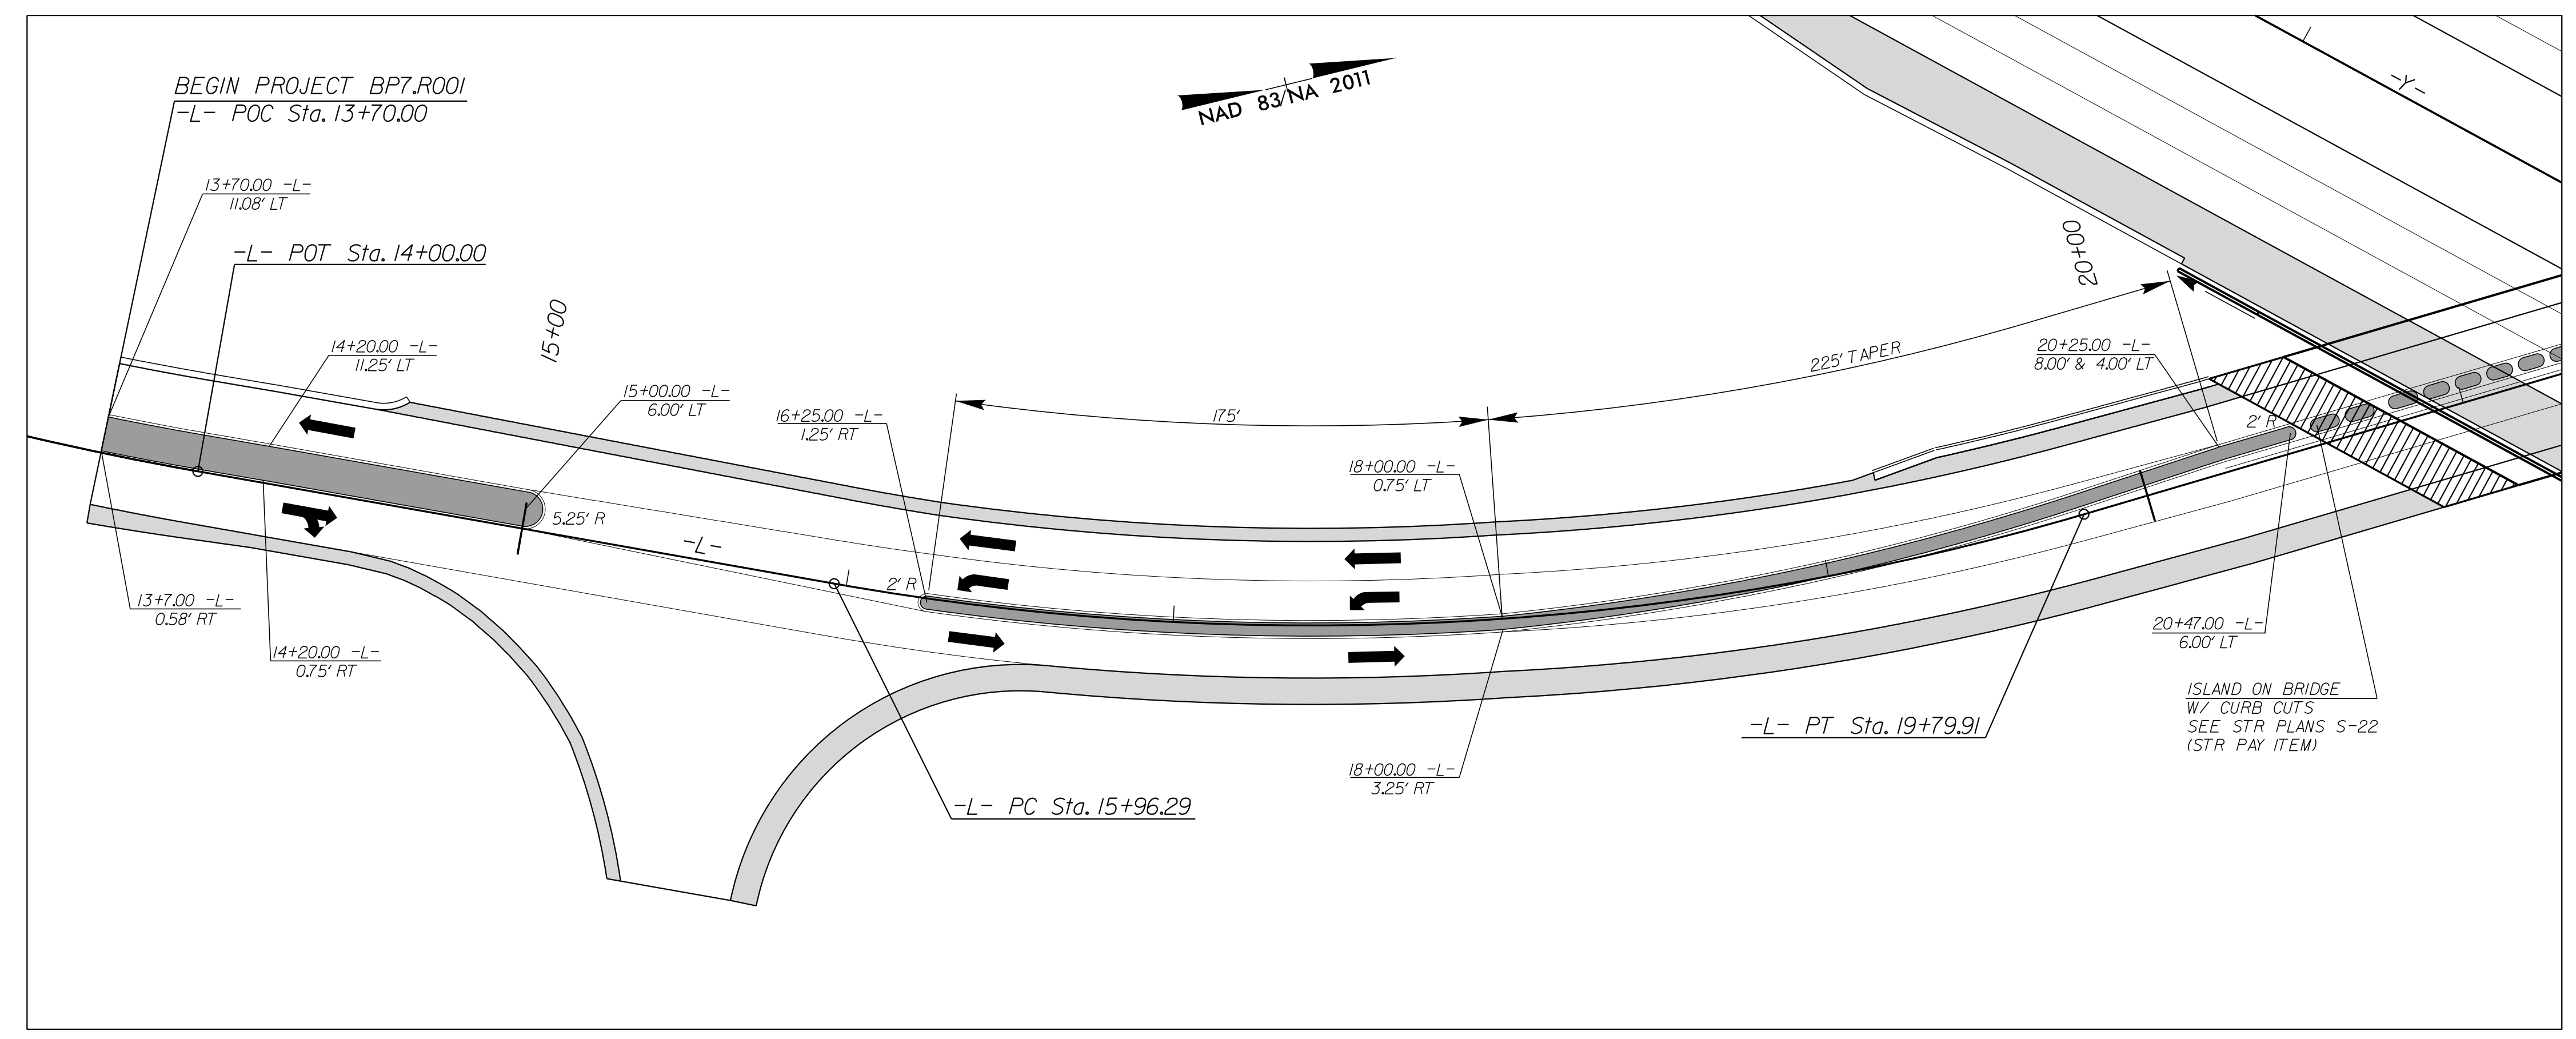 BEGIN PROJECT BP7.R001
-L- POC Sta. 13+70.00
NAD 83/NA 2011
-Y-
13+70.00 -L-
11.08' LT
-L- POT Sta. 14+00.00
20+00
15+00
14+20.00 -L-
11.25' LT
15+00.00 -L-
6.00' LT
16+25.00 -L-
1.25' RT
175'
225' TAPER
20+25.00 -L-
8.00' & 4.00' LT
2' R
18+00.00 -L-
0.75' LT
5.25' R
-L-
2' R
13+7.00 -L-
0.58' RT
14+20.00 -L-
0.75' RT
20+47.00 -L-
6.00' LT
ISLAND ON BRIDGE
W/ CURB CUTS
SEE STR PLANS S-22
(STR PAY ITEM)
-L- PT Sta. 19+79.91
18+00.00 -L-
3.25' RT
-L- PC Sta. 15+96.29